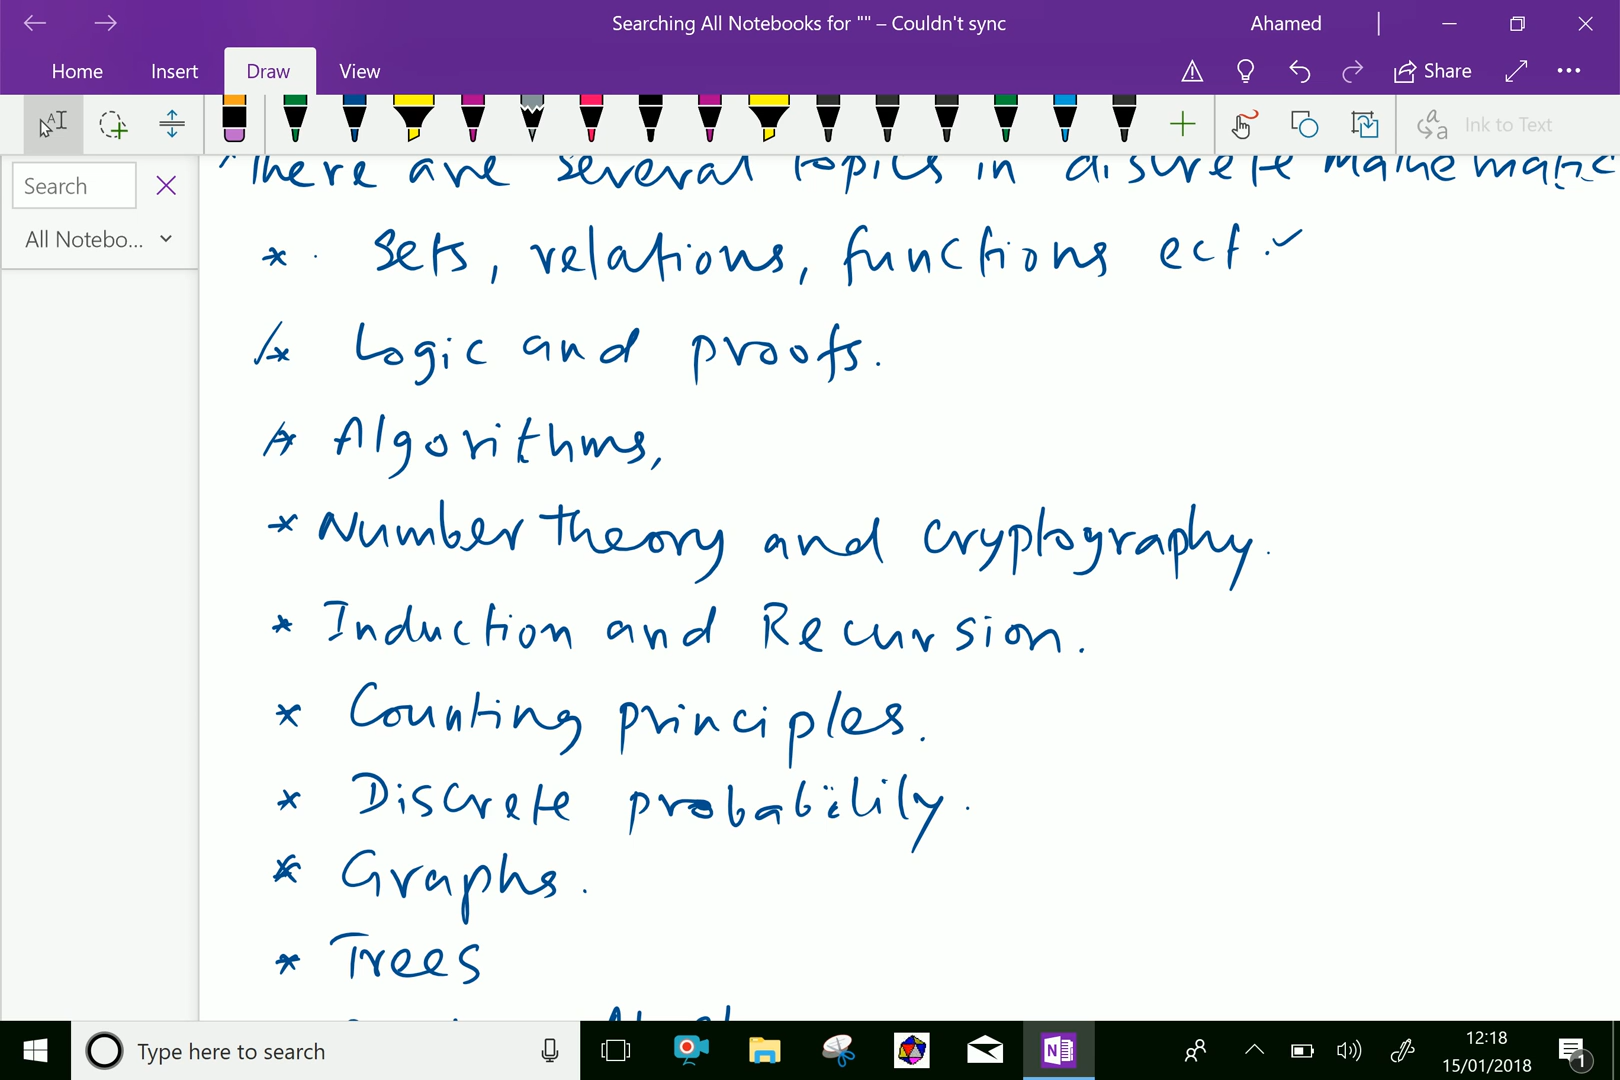 Searching All Notebooks for "" – Couldn't sync
Ahamed
Home Insert Draw View
Share
Ink to Text
Search
All Notebo...
There are several topics in discrete mathematic
* . Sets, relations, functions ect.
* Logic and proofs.
* Algorithms,
* Number theory and cryptography.
* Induction and Recursion.
* Counting principles.
* Discrete probability.
* Graphs.
* Trees
Type here to search
12:18
15/01/2018
1